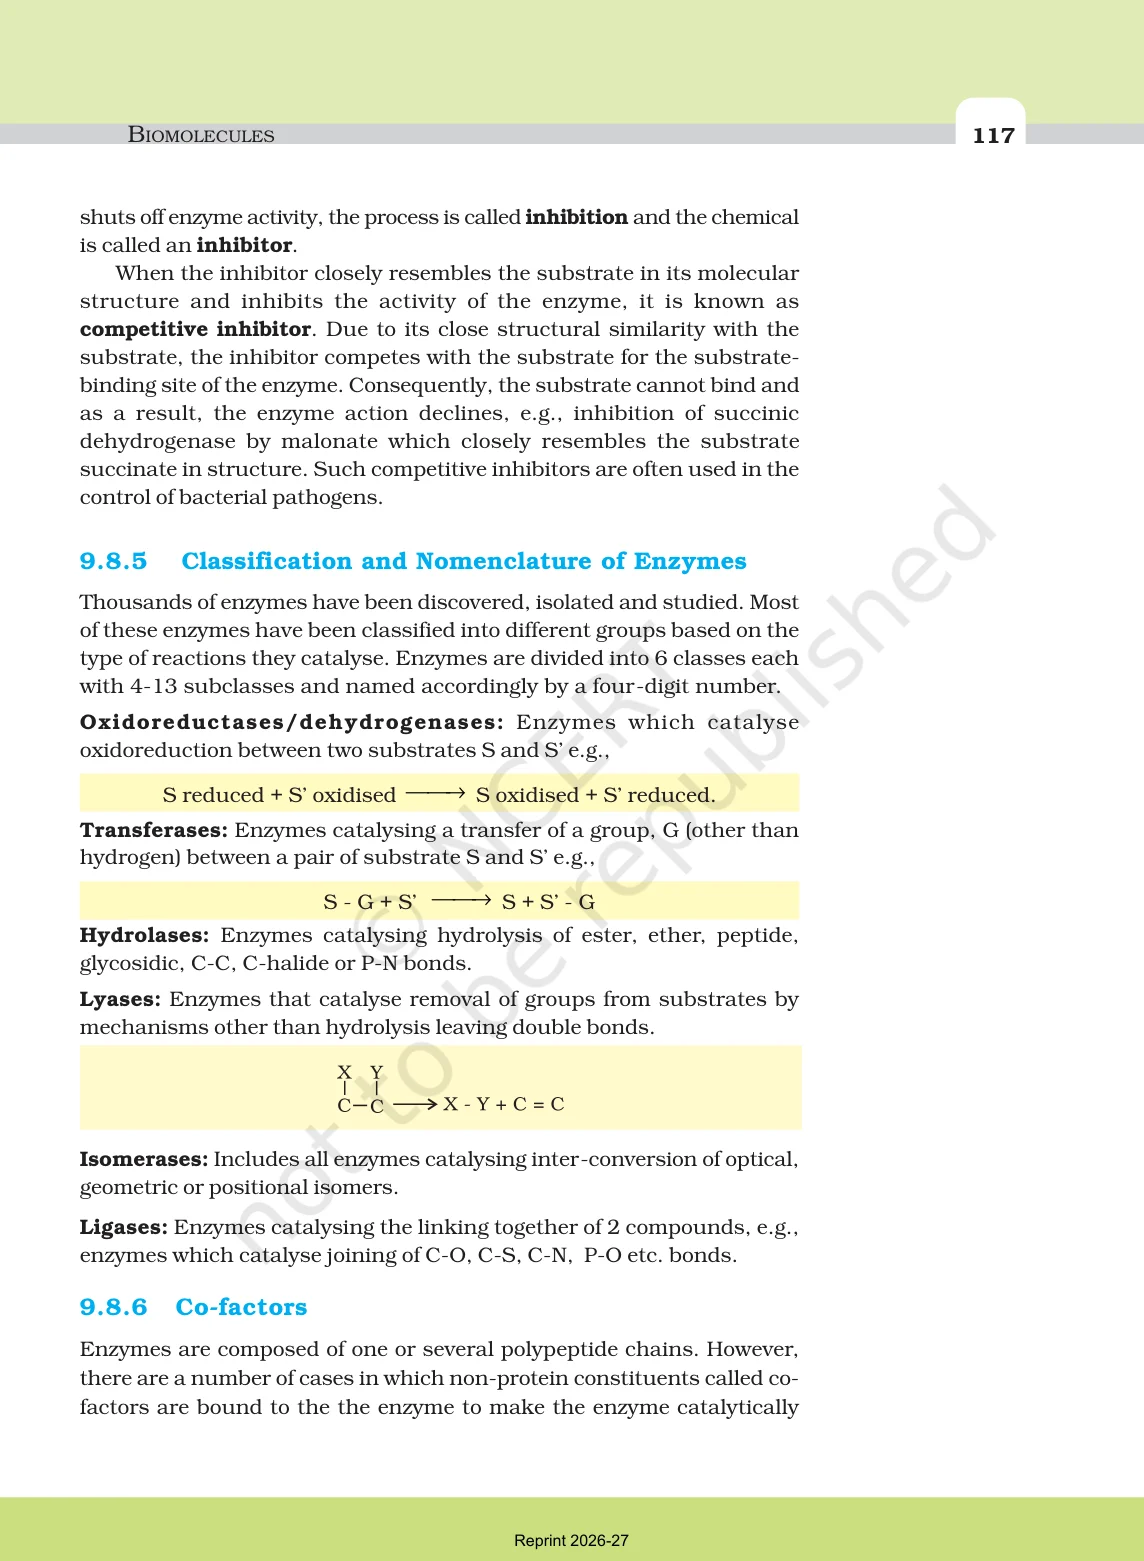 BIOMOLECULES
117
shuts off enzyme activity, the process is called inhibition and the chemical
is called an inhibitor.
When the inhibitor closely resembles the substrate in its molecular
structure and inhibits the activity of the enzyme, it is known as
competitive inhibitor. Due to its close structural similarity with the
substrate, the inhibitor competes with the substrate for the substrate-
binding site of the enzyme. Consequently, the substrate cannot bind and
as a result, the enzyme action declines, e.g., inhibition of succinic
dehydrogenase by malonate which closely resembles the substrate
succinate in structure. Such competitive inhibitors are often used in the
control of bacterial pathogens.
9.8.5 Classification and Nomenclature of Enzymes
Thousands of enzymes have been discovered, isolated and studied. Most
of these enzymes have been classified into different groups based on the
type of reactions they catalyse. Enzymes are divided into 6 classes each
with 4-13 subclasses and named accordingly by a four-digit number.
Oxidoreductases/dehydrogenases: Enzymes which catalyse
oxidoreduction between two substrates S and S’ e.g.,
S reduced + S’ oxidised ⟶ S oxidised + S’ reduced.
Transferases: Enzymes catalysing a transfer of a group, G (other than
hydrogen) between a pair of substrate S and S’ e.g.,
S - G + S’ ⟶ S + S’ - G
Hydrolases: Enzymes catalysing hydrolysis of ester, ether, peptide,
glycosidic, C-C, C-halide or P-N bonds.
Lyases: Enzymes that catalyse removal of groups from substrates by
mechanisms other than hydrolysis leaving double bonds.
X Y
C–C ⟶ X - Y + C = C
Isomerases: Includes all enzymes catalysing inter-conversion of optical,
geometric or positional isomers.
Ligases: Enzymes catalysing the linking together of 2 compounds, e.g.,
enzymes which catalyse joining of C-O, C-S, C-N, P-O etc. bonds.
9.8.6 Co-factors
Enzymes are composed of one or several polypeptide chains. However,
there are a number of cases in which non-protein constituents called co-
factors are bound to the the enzyme to make the enzyme catalytically
© NCERT
not to be republished
Reprint 2026-27